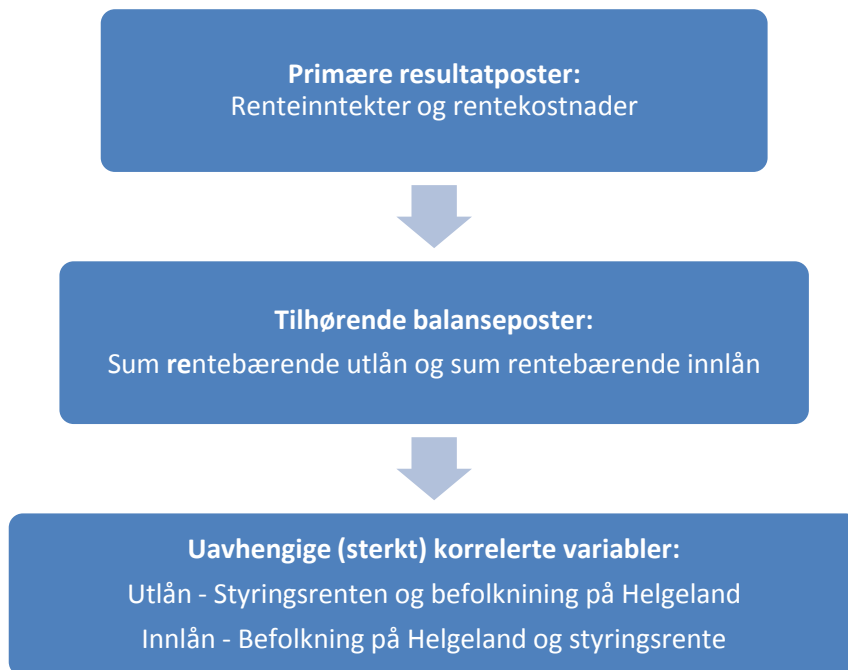 Primære resultatposter:
Renteinntekter og rentekostnader
Tilhørende balanseposter:
Sum rentebærende utlån og sum rentebærende innlån
Uavhengige (sterkt) korrelerte variabler:
Utlån - Styringsrenten og befolknining på Helgeland
Innlån - Befolkning på Helgeland og styringsrente